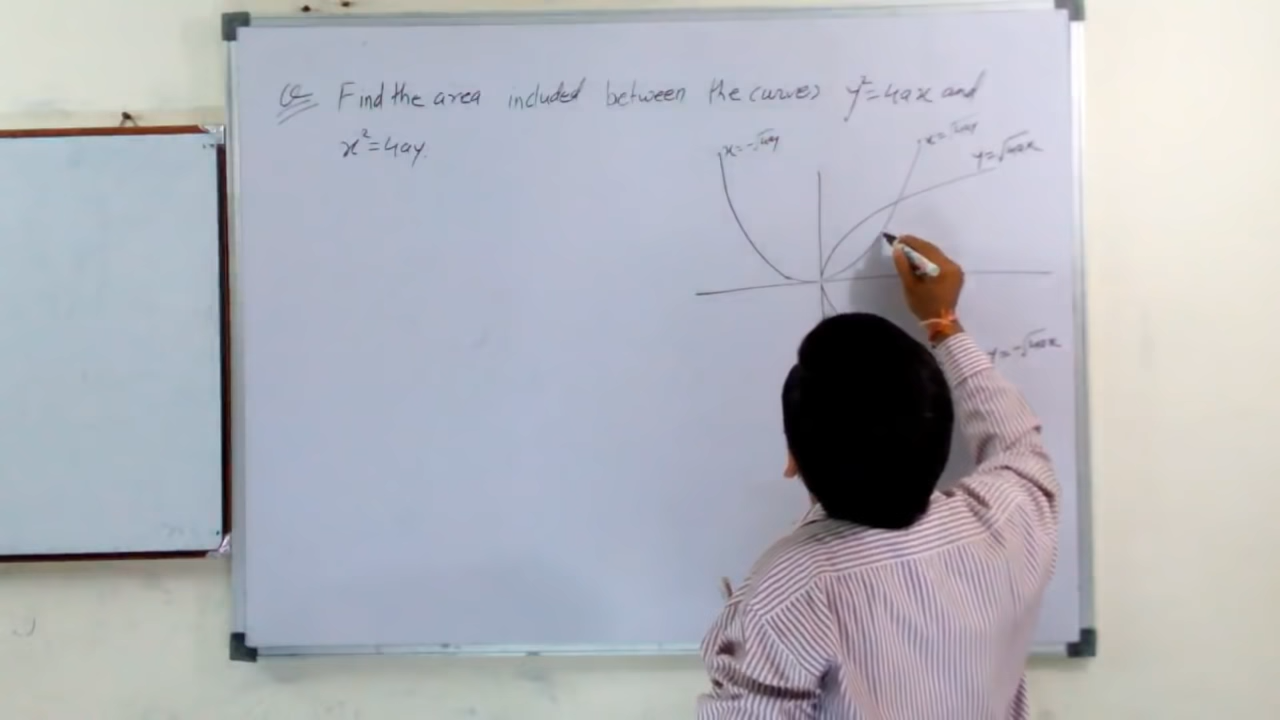 Q Find the area included between the curves y²=4ax and
x²=4ay.
x=-√4ay
x=√4ay
y=√4ax
y=-√4ax